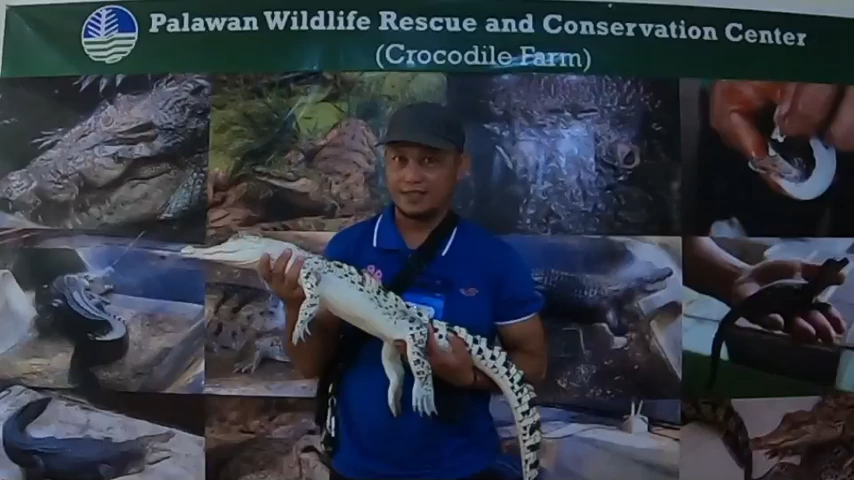 Palawan Wildlife Rescue and Conservation Center
(Crocodile Farm)